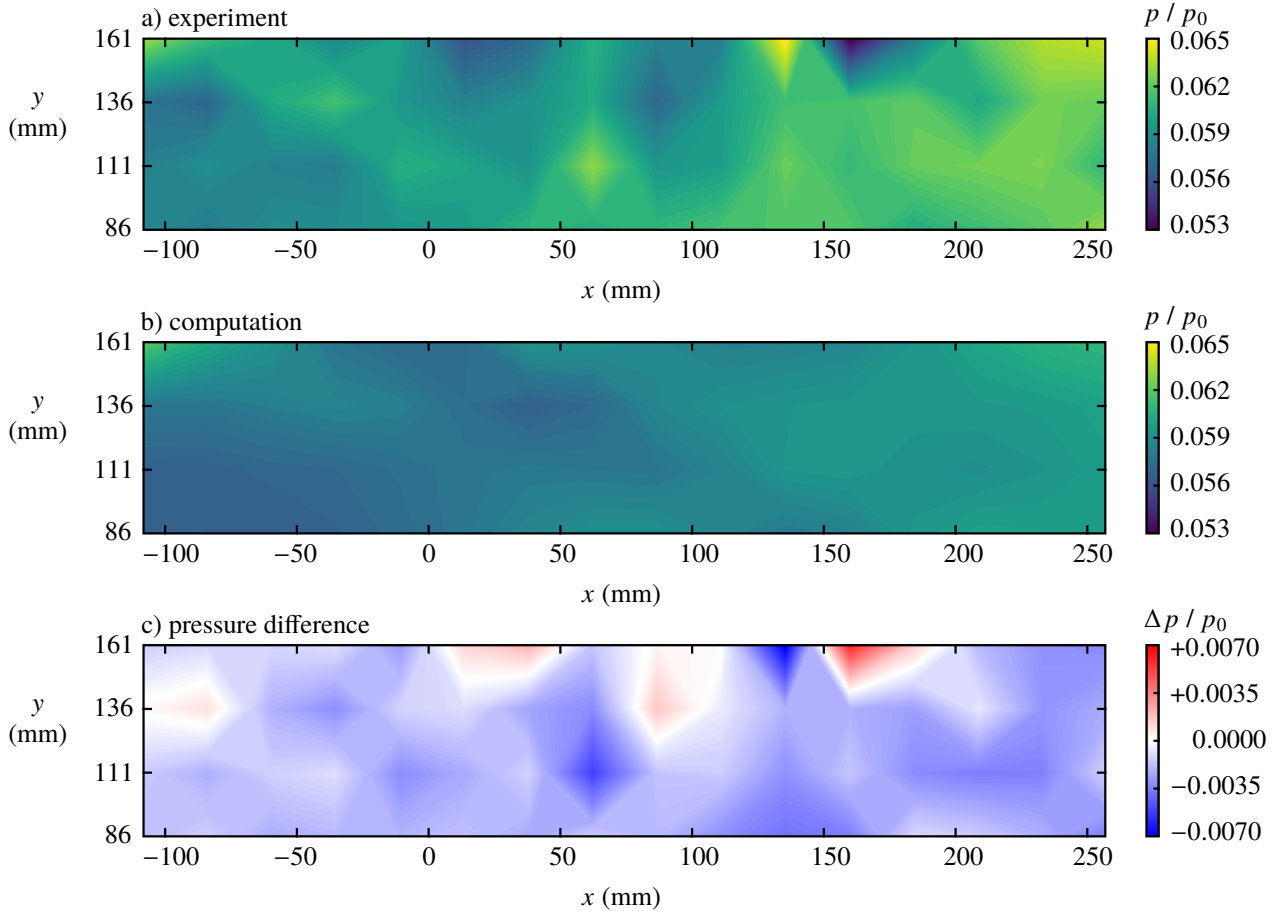 a) experiment
p / p0
161
136
111
86
y
(mm)
−100 −50 0 50 100 150 200 250
x (mm)
0.065
0.062
0.059
0.056
0.053
b) computation
p / p0
161
136
111
86
y
(mm)
−100 −50 0 50 100 150 200 250
x (mm)
0.065
0.062
0.059
0.056
0.053
c) pressure difference
Δ p / p0
161
136
111
86
y
(mm)
−100 −50 0 50 100 150 200 250
x (mm)
+0.0070
+0.0035
0.0000
−0.0035
−0.0070